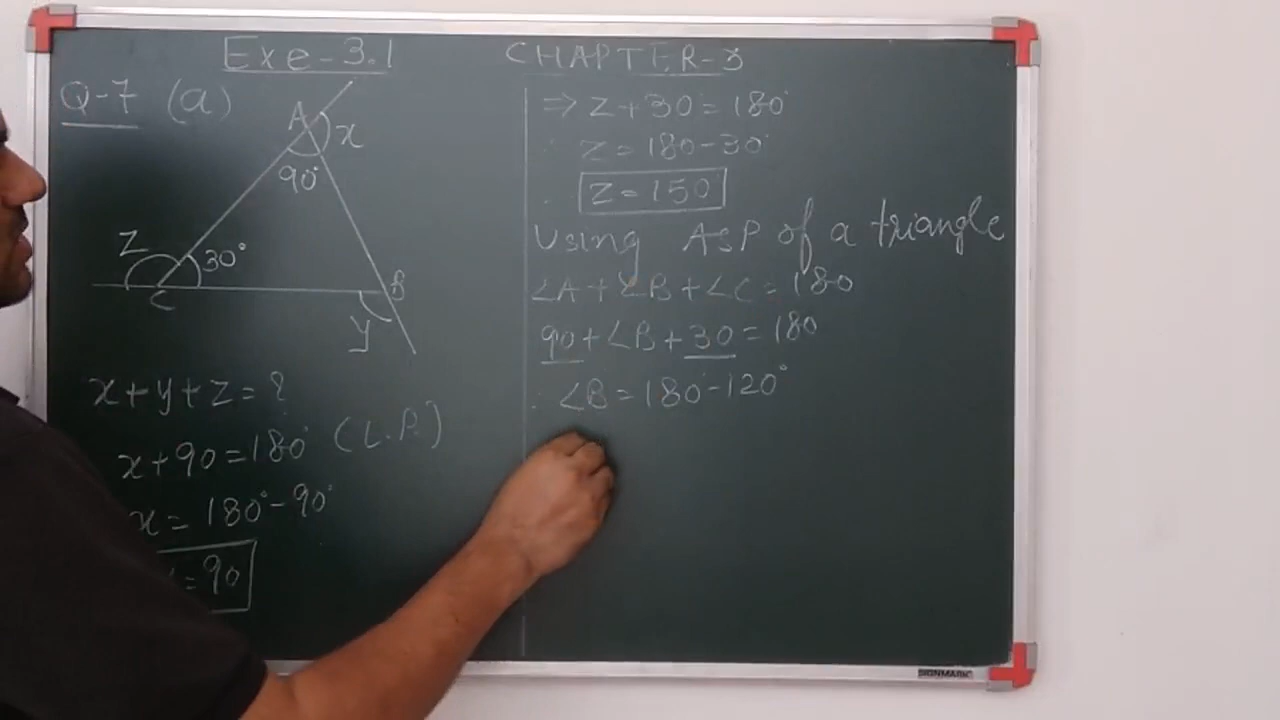 Exe-3.1
CHAPTER-3
Q-7 (a)
A
x
90°
z
30°
C
B
y
x+y+z=?
x+90=180° (L.P.)
x=180°-90°
=90
⇒ z+30=180°
∴ z=180-30°
∴ z=150°
Using ASP of a triangle
∠A+∠B+∠C=180
90+∠B+30=180
∴ ∠B=180°-120°
SIGNMARK